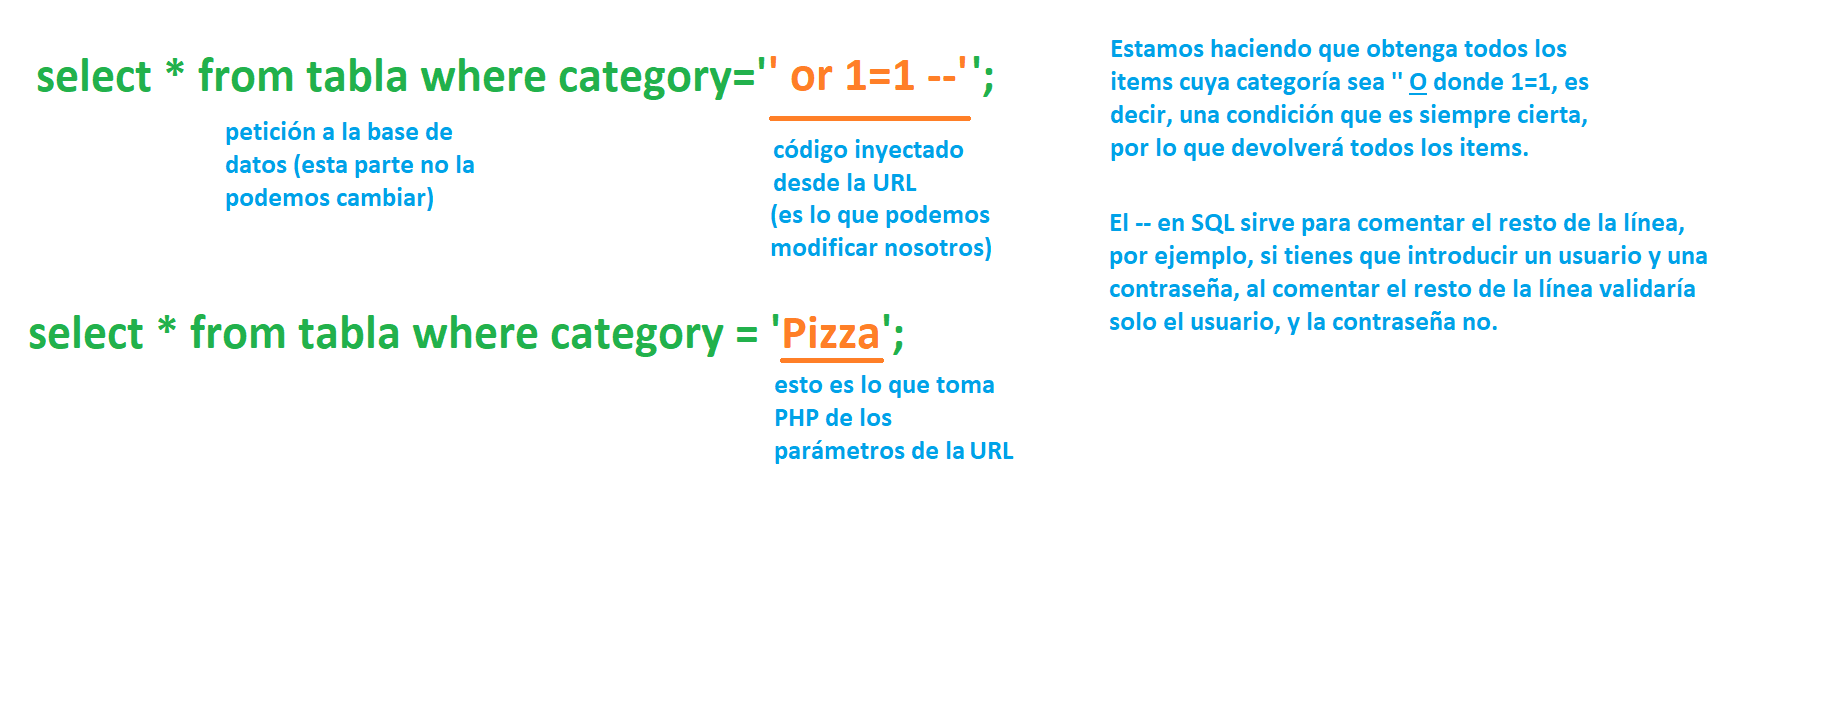 select * from tabla where category='' or 1=1 --'';
petición a la base de
datos (esta parte no la
podemos cambiar)
código inyectado
desde la URL
(es lo que podemos
modificar nosotros)
select * from tabla where category = 'Pizza';
esto es lo que toma
PHP de los
parámetros de la URL
Estamos haciendo que obtenga todos los
items cuya categoría sea '' O donde 1=1, es
decir, una condición que es siempre cierta,
por lo que devolverá todos los items.
El -- en SQL sirve para comentar el resto de la línea,
por ejemplo, si tienes que introducir un usuario y una
contraseña, al comentar el resto de la línea validaría
solo el usuario, y la contraseña no.